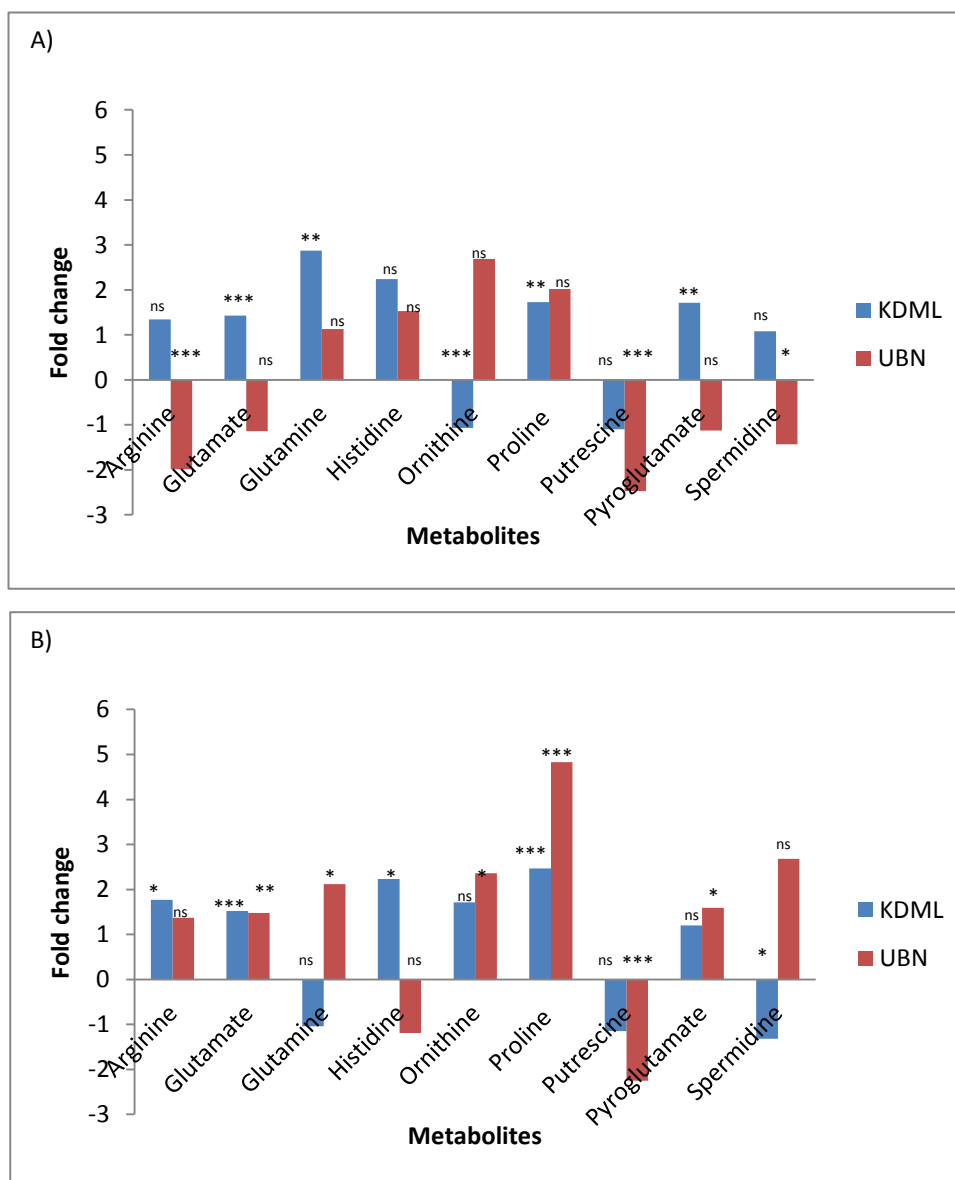 A)
6
5
4
3
2
1
0
-1
-2
-3
Fold change
ns
***
***
ns
**
ns
ns
ns
***
ns
**
ns
ns
***
**
ns
ns
*
Arginine
Glutamate
Glutamine
Histidine
Ornithine
Proline
Putrescine
Pyroglutamate
Spermidine
Metabolites
KDML
UBN
B)
6
5
4
3
2
1
0
-1
-2
-3
Fold change
*
ns
***
**
ns
*
*
ns
ns
*
***
***
ns
***
ns
*
*
ns
Arginine
Glutamate
Glutamine
Histidine
Ornithine
Proline
Putrescine
Pyroglutamate
Spermidine
Metabolites
KDML
UBN